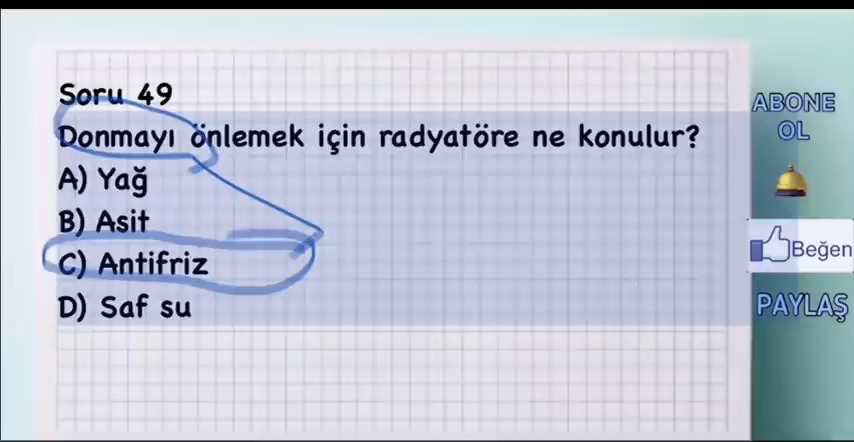 Soru 49
Donmayı önlemek için radyatöre ne konulur?
A) Yağ
B) Asit
C) Antifriz
D) Saf su
ABONE
OL
Beğen
PAYLAŞ